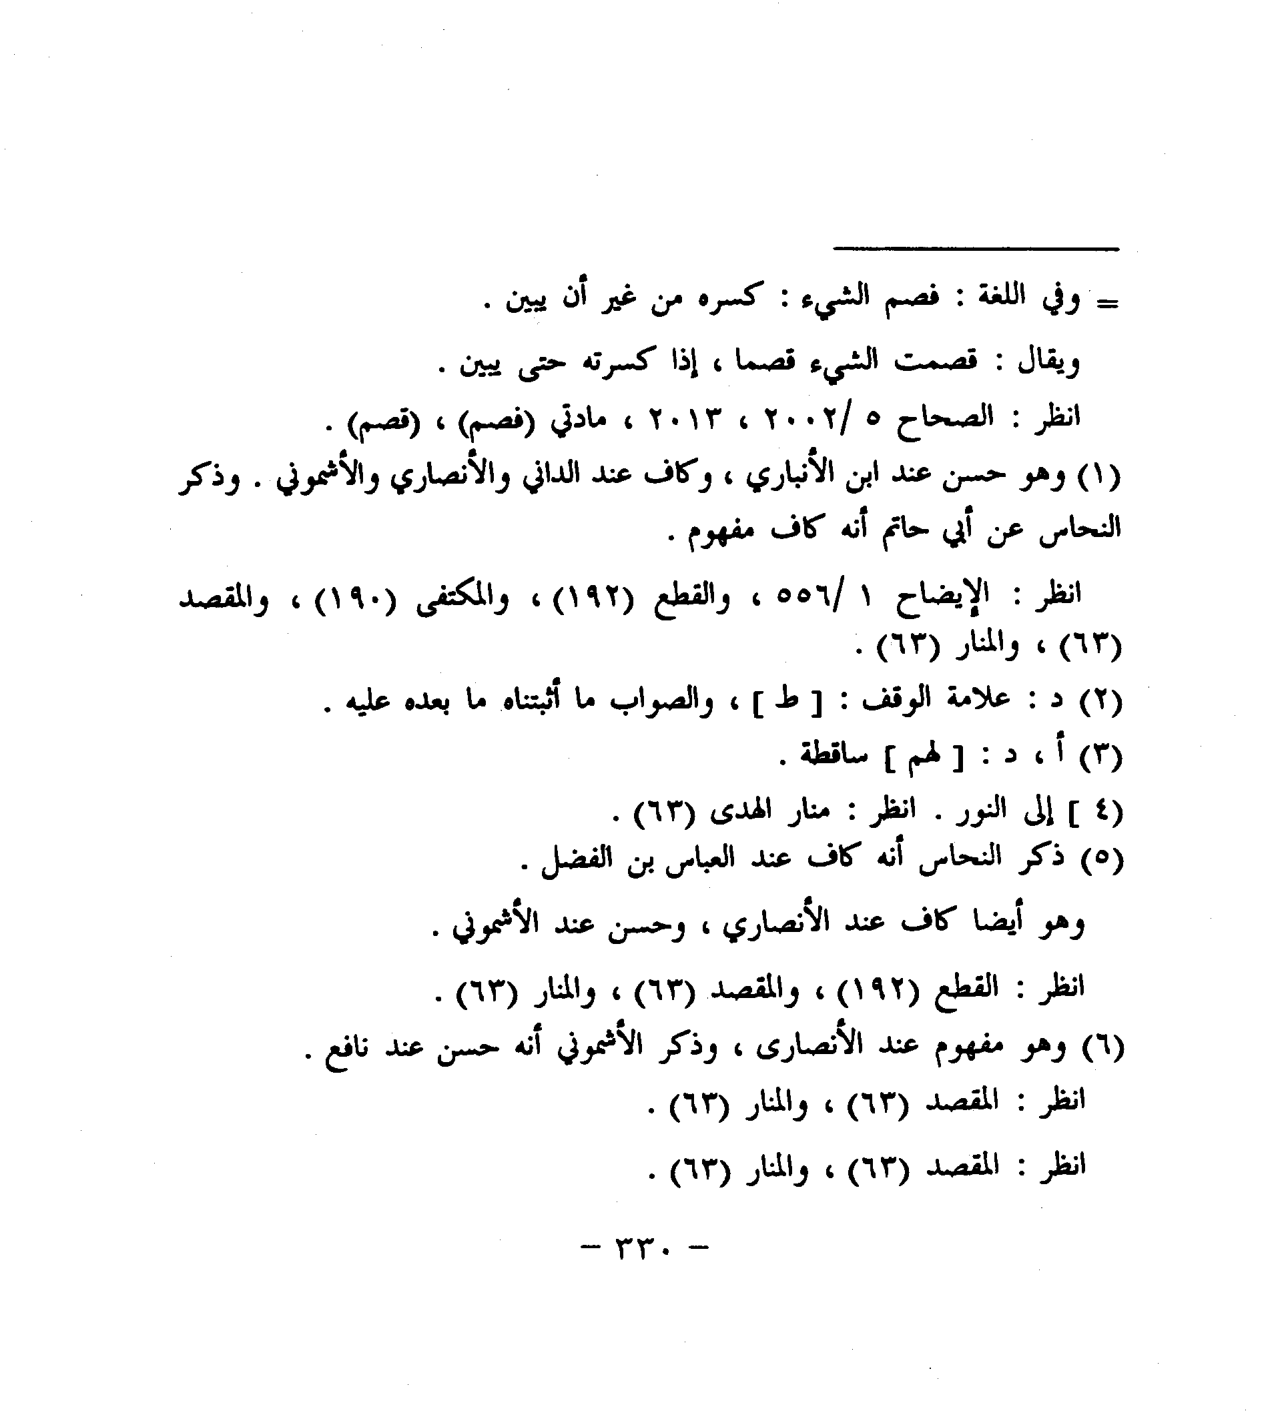 = وفي اللغة : فصم الشيء : كسره من غير أن يبين .
ويقال : قصمت الشيء قصما ، إذا كسرته حتى يبين .
انظر : الصحاح ٥ /٢٠٠٢ ، ٢٠١٣ ، مادتي (فصم) ، (قصم) .
(١) وهو حسن عند ابن الأنباري ، وكاف عند الداني والأنصاري والأشموني . وذكر
النحاس عن أبي حاتم أنه كاف مفهوم .
انظر : الإيضاح ١ /٥٥٦ ، والقطع (١٩٢) ، والمكتفى (١٩٠) ، والمقصد
(٦٣) ، والمنار (٦٣) .
(٢) د : علامة الوقف : [ ط ] ، والصواب ما أثبتناه ما بعده عليه .
(٣) أ ، د : [ لهم ] ساقطة .
(٤ ] إلى النور . انظر : منار الهدى (٦٣) .
(٥) ذكر النحاس أنه كاف عند العباس بن الفضل .
وهو أيضا كاف عند الأنصاري ، وحسن عند الأشموني .
انظر : القطع (١٩٢) ، والمقصد (٦٣) ، والمنار (٦٣) .
(٦) وهو مفهوم عند الأنصارى ، وذكر الأشموني أنه حسن عند نافع .
انظر : المقصد (٦٣) ، والمنار (٦٣) .
انظر : المقصد (٦٣) ، والمنار (٦٣) .
– ٣٣٠ –